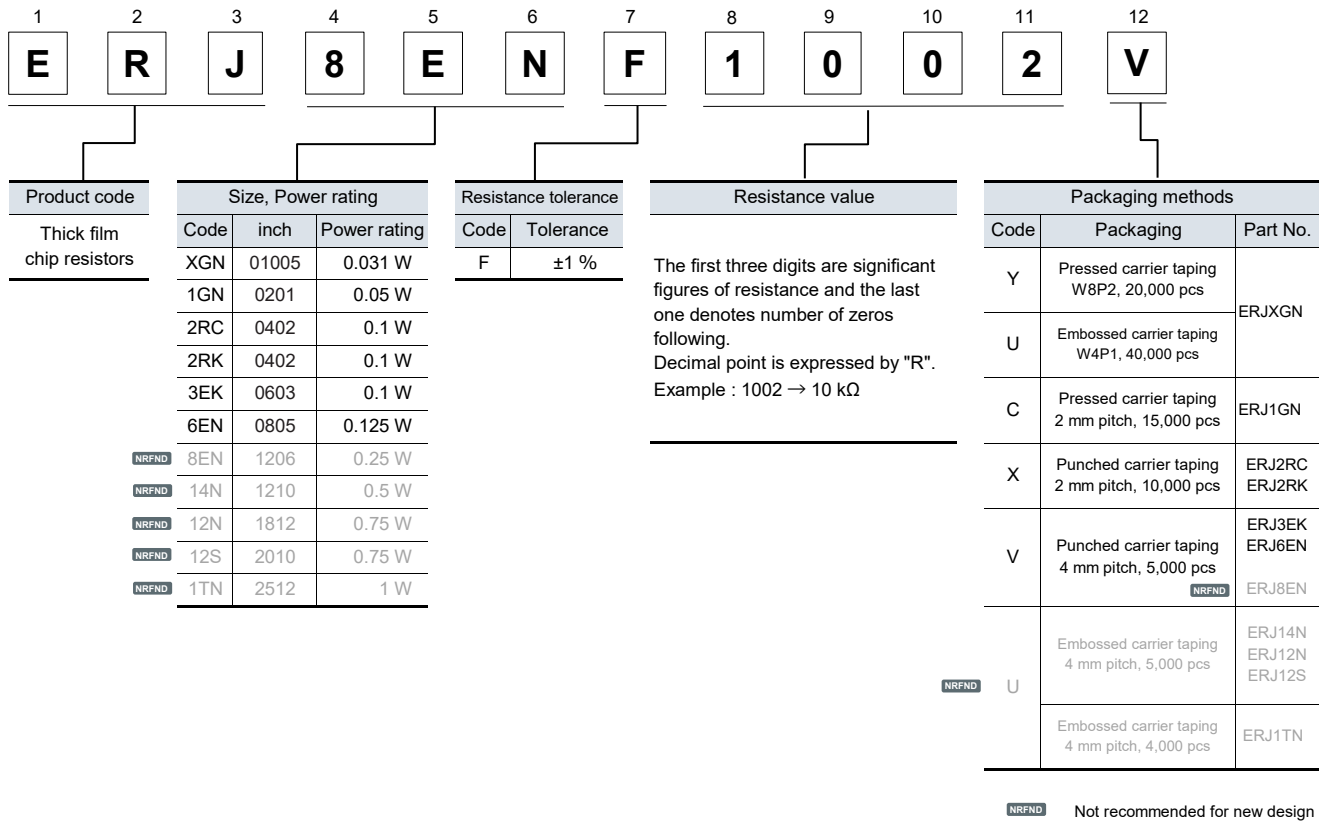 1 2 3 4 5 6 7 8 9 10 11 12
E R J 8 E N F 1 0 0 2 V
Product code
Thick film
chip resistors
Size, Power rating
Code inch Power rating
XGN 01005 0.031 W
1GN 0201 0.05 W
2RC 0402 0.1 W
2RK 0402 0.1 W
3EK 0603 0.1 W
6EN 0805 0.125 W
NRFND 8EN 1206 0.25 W
NRFND 14N 1210 0.5 W
NRFND 12N 1812 0.75 W
NRFND 12S 2010 0.75 W
NRFND 1TN 2512 1 W
Resistance tolerance
Code Tolerance
F ±1 %
Resistance value
The first three digits are significant
figures of resistance and the last
one denotes number of zeros
following.
Decimal point is expressed by "R".
Example : 1002 → 10 kΩ
Packaging methods
Code Packaging Part No.
Y
Pressed carrier taping
W8P2, 20,000 pcs
ERJXGN
U
Embossed carrier taping
W4P1, 40,000 pcs
C
Pressed carrier taping
2 mm pitch, 15,000 pcs
ERJ1GN
X
Punched carrier taping
2 mm pitch, 10,000 pcs
ERJ2RC
ERJ2RK
V
Punched carrier taping
4 mm pitch, 5,000 pcs
ERJ3EK
ERJ6EN
NRFND ERJ8EN
NRFND U
Embossed carrier taping
4 mm pitch, 5,000 pcs
ERJ14N
ERJ12N
ERJ12S
Embossed carrier taping
4 mm pitch, 4,000 pcs
ERJ1TN
NRFND Not recommended for new design